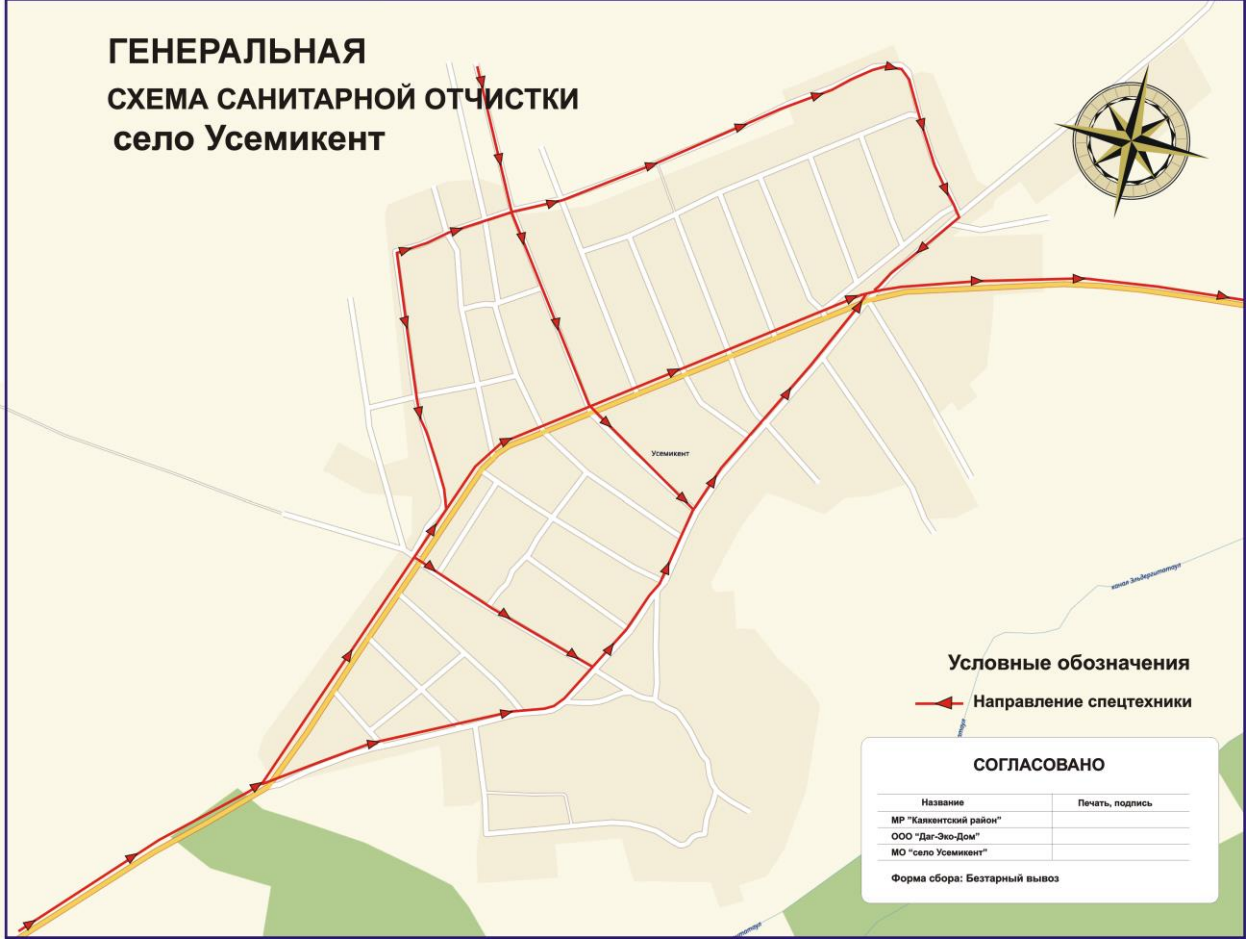 ГЕНЕРАЛЬНАЯ
СХЕМА САНИТАРНОЙ ОТЧИСТКИ
село Усемикент
Усемикент
Условные обозначения
Направление спецтехники
СОГЛАСОВАНО
Название Печать, подпись
МР "Каякентский район"
ООО "Даг-Эко-Дом"
МО "село Усемикент"
Форма сбора: Безтарный вывоз